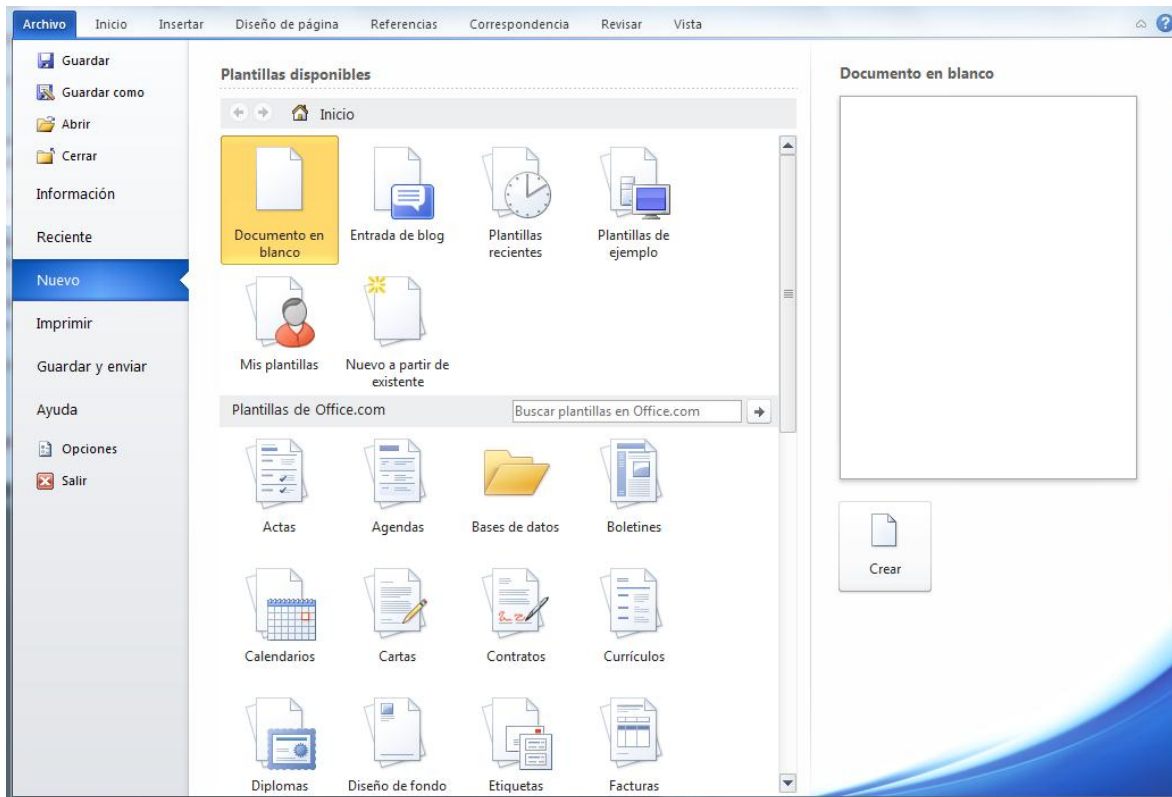 Archivo Inicio Insertar Diseño de página Referencias Correspondencia Revisar Vista
Guardar
Guardar como
Abrir
Cerrar
Información
Reciente
Nuevo
Imprimir
Guardar y enviar
Ayuda
Opciones
Salir
Plantillas disponibles
Inicio
Documento en blanco
Entrada de blog
Plantillas recientes
Plantillas de ejemplo
Mis plantillas
Nuevo a partir de existente
Plantillas de Office.com
Buscar plantillas en Office.com
Actas
Agendas
Bases de datos
Boletines
Calendarios
Cartas
Contratos
Currículos
Diplomas
Diseño de fondo
Etiquetas
Facturas
Documento en blanco
Crear